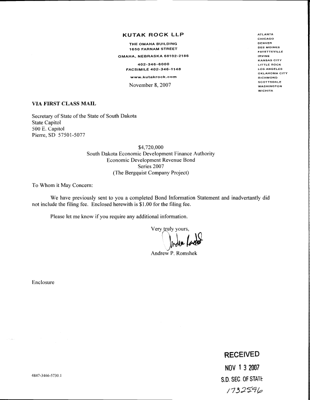 KUTAK ROCK LLP
THE OMAHA BUILDING
1650 FARNAM STREET
OMAHA, NEBRASKA 68102-2186
402-346-6000
FACSIMILE 402-346-1148
www.kutakrock.com
November 8, 2007
ATLANTA
CHICAGO
DENVER
DES MOINES
FAYETTEVILLE
IRVINE
KANSAS CITY
LITTLE ROCK
LOS ANGELES
OKLAHOMA CITY
RICHMOND
SCOTTSDALE
WASHINGTON
WICHITA
VIA FIRST CLASS MAIL
Secretary of State of the State of South Dakota
State Capitol
500 E. Capitol
Pierre, SD 57501-5077
$4,720,000
South Dakota Economic Development Finance Authority
Economic Development Revenue Bond
Series 2007
(The Bergquist Company Project)
To Whom it May Concern:
We have previously sent to you a completed Bond Information Statement and inadvertantly did
not include the filing fee. Enclosed herewith is $1.00 for the filing fee.
Please let me know if you require any additional information.
Very truly yours,
Andrew P. Romshek
Enclosure
RECEIVED
NOV 13 2007
S.D. SEC. OF STATE
1732596